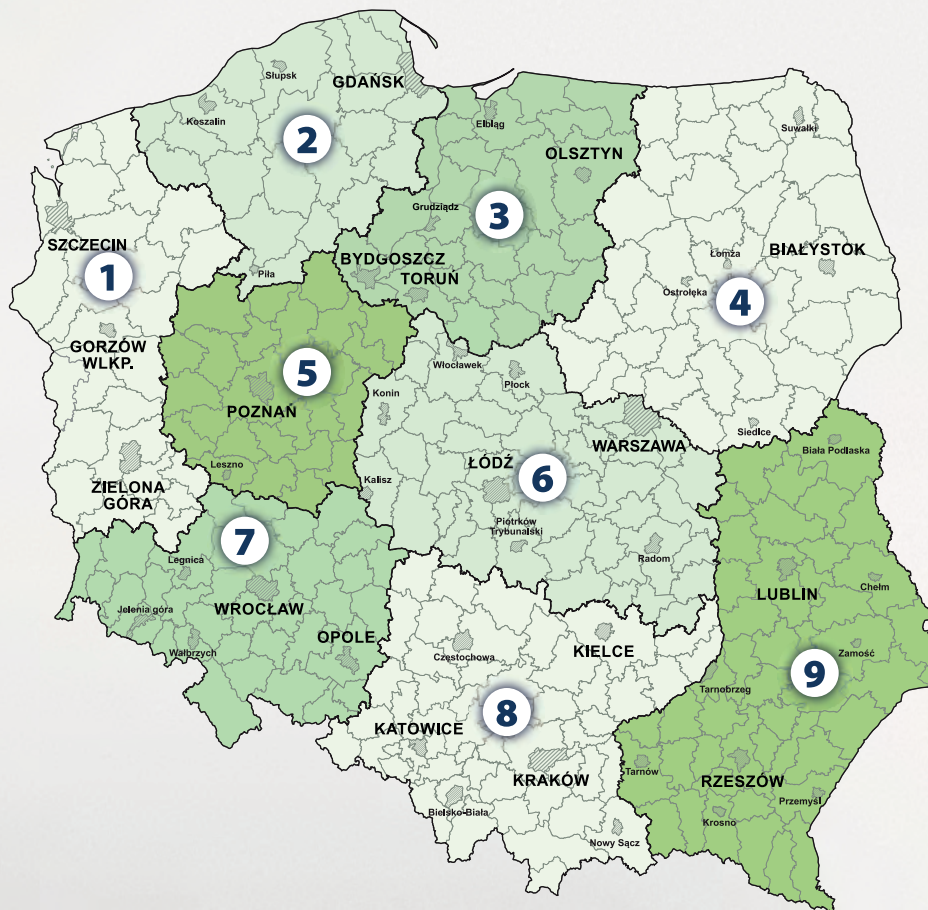 Słupsk
GDAŃSK
Koszalin
2
Elbląg
Suwałki
OLSZTYN
Grudziądz
3
SZCZECIN
BYDGOSZCZ
TORUŃ
BIAŁYSTOK
Łomża
1
Piła
Ostrołęka
4
GORZÓW
WLKP.
Włocławek
Płock
5
Konin
POZNAŃ
Siedlce
WARSZAWA
Biała Podlaska
Leszno
ŁÓDŹ
6
Kalisz
ZIELONA
GÓRA
Piotrków
Trybunalski
7
Radom
Legnica
LUBLIN
Chełm
Jelenia góra
WROCŁAW
OPOLE
Wałbrzych
KIELCE
Częstochowa
Zamość
9
Tarnobrzeg
8
KATOWICE
KRAKÓW
Tarnów
RZESZÓW
Przemyśl
Bielsko-Biała
Krosno
Nowy Sącz